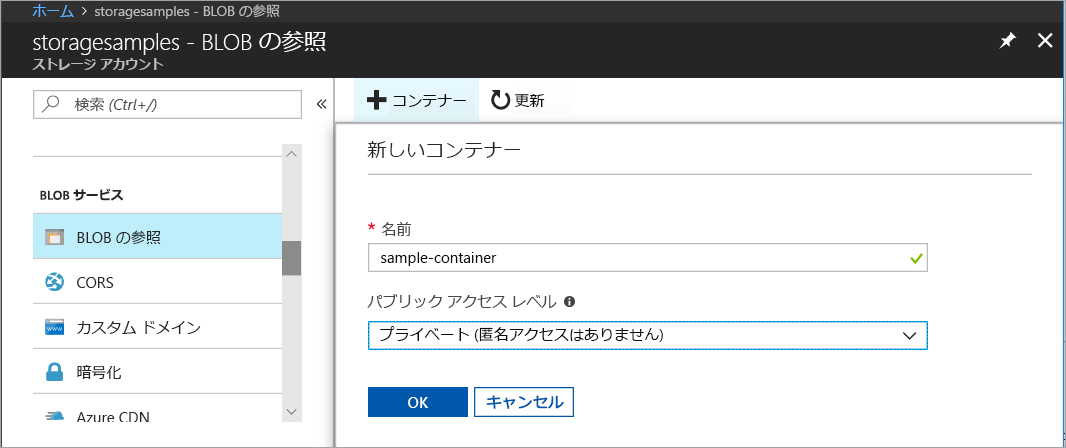 ホーム > storagesamples - BLOB の参照
storagesamples - BLOB の参照
ストレージ アカウント
検索 (Ctrl+/)
«
コンテナー
更新
新しいコンテナー
BLOB サービス
BLOB の参照
CORS
カスタム ドメイン
暗号化
Azure CDN
* 名前
sample-container
パブリック アクセス レベル
プライベート (匿名アクセスはありません)
OK
キャンセル